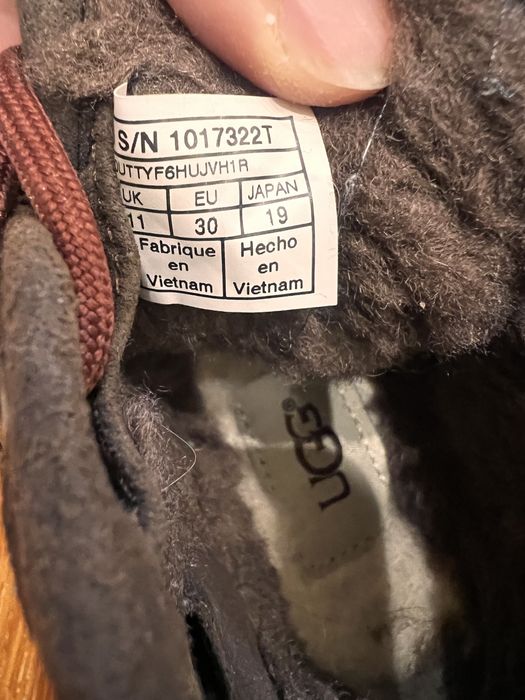 S/N 1017322T
UTTYF6HUJVH1R
UK EU JAPAN
11 30 19
Fabrique Hecho
en en
Vietnam Vietnam
UGG®